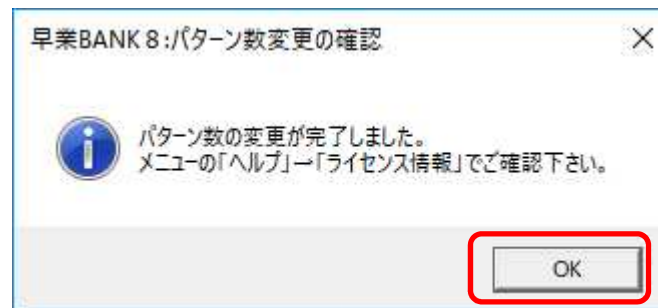 早業BANK 8:パターン数変更の確認
パターン数の変更が完了しました。
メニューの「ヘルプ」→「ライセンス情報」でご確認下さい。
OK